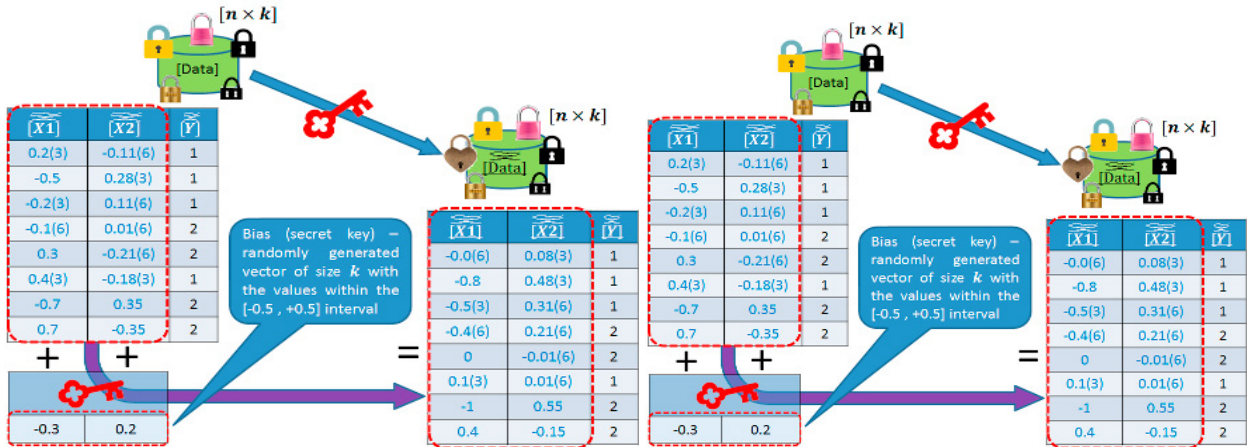 [n × k]
[Data]
[n × k]
[Data]
[X1] [X2] Y
0.2(3) -0.11(6) 1
-0.5 0.28(3) 1
-0.2(3) 0.11(6) 1
-0.1(6) 0.01(6) 2
0.3 -0.21(6) 2
0.4(3) -0.18(3) 1
-0.7 0.35 2
0.7 -0.35 2
+ +
-0.3 0.2
Bias (secret key) –
randomly generated
vector of size k with
the values within the
[-0.5 , +0.5] interval
=
[X1] [X2] Y
-0.0(6) 0.08(3) 1
-0.8 0.48(3) 1
-0.5(3) 0.31(6) 1
-0.4(6) 0.21(6) 2
0 -0.01(6) 2
0.1(3) 0.01(6) 1
-1 0.55 2
0.4 -0.15 2
[n × k]
[Data]
[n × k]
[Data]
[X1] [X2] Y
0.2(3) -0.11(6) 1
-0.5 0.28(3) 1
-0.2(3) 0.11(6) 1
-0.1(6) 0.01(6) 2
0.3 -0.21(6) 2
0.4(3) -0.18(3) 1
-0.7 0.35 2
0.7 -0.35 2
+ +
-0.3 0.2
Bias (secret key) –
randomly generated
vector of size k with
the values within the
[-0.5 , +0.5] interval
=
[X1] [X2] Y
-0.0(6) 0.08(3) 1
-0.8 0.48(3) 1
-0.5(3) 0.31(6) 1
-0.4(6) 0.21(6) 2
0 -0.01(6) 2
0.1(3) 0.01(6) 1
-1 0.55 2
0.4 -0.15 2